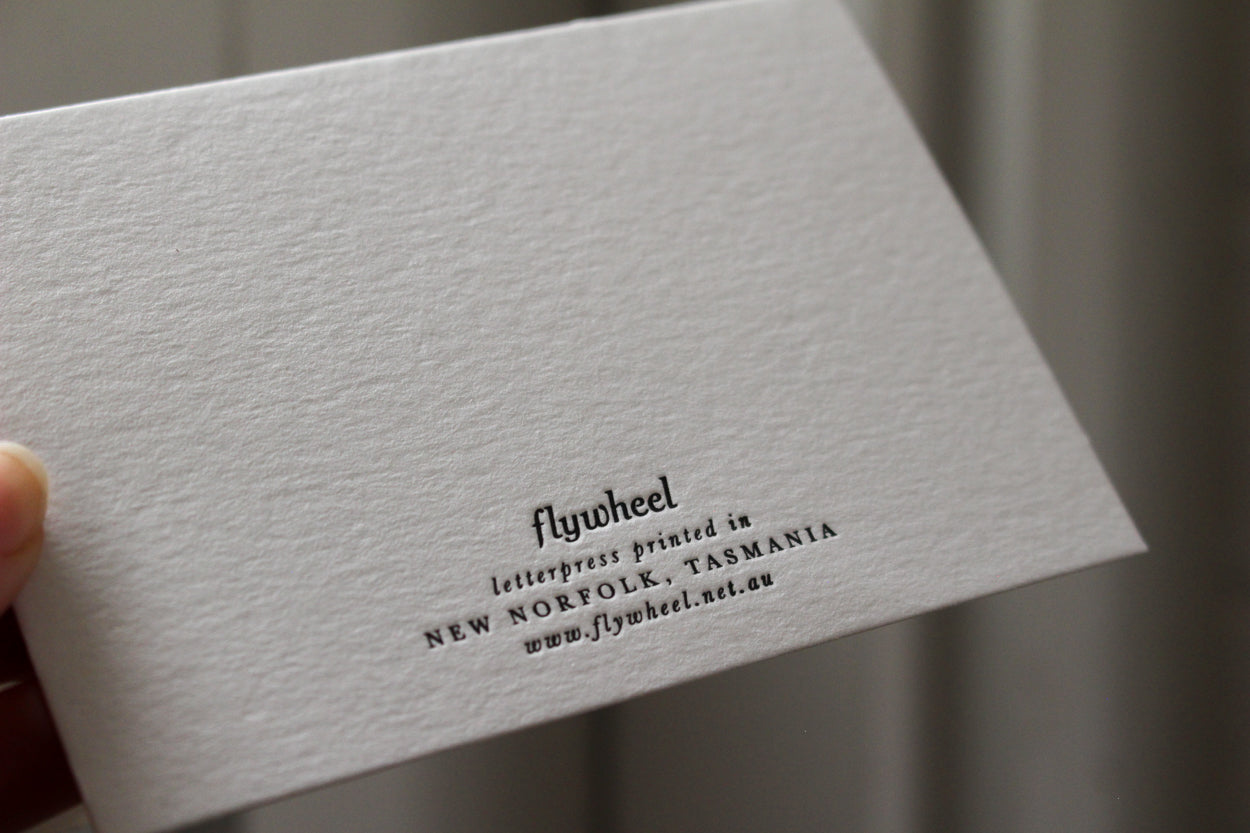 flywheel
letterpress printed in
NEW NORFOLK, TASMANIA
www.flywheel.net.au